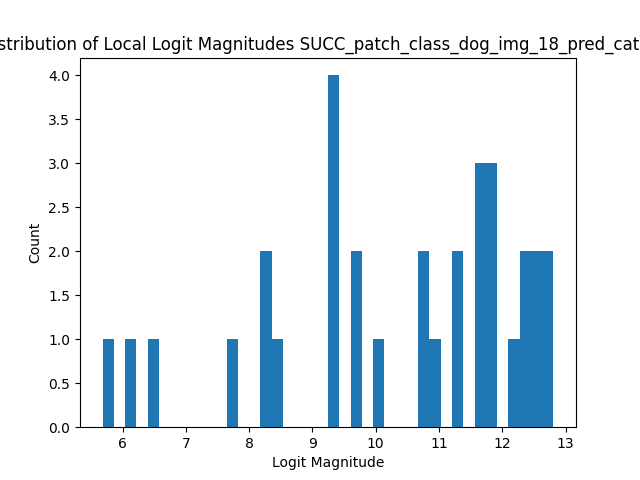 stribution of Local Logit Magnitudes SUCC_patch_class_dog_img_18_pred_cat
4.0
3.5
3.0
2.5
2.0
1.5
1.0
0.5
0.0
Count
6 7 8 9 10 11 12 13
Logit Magnitude